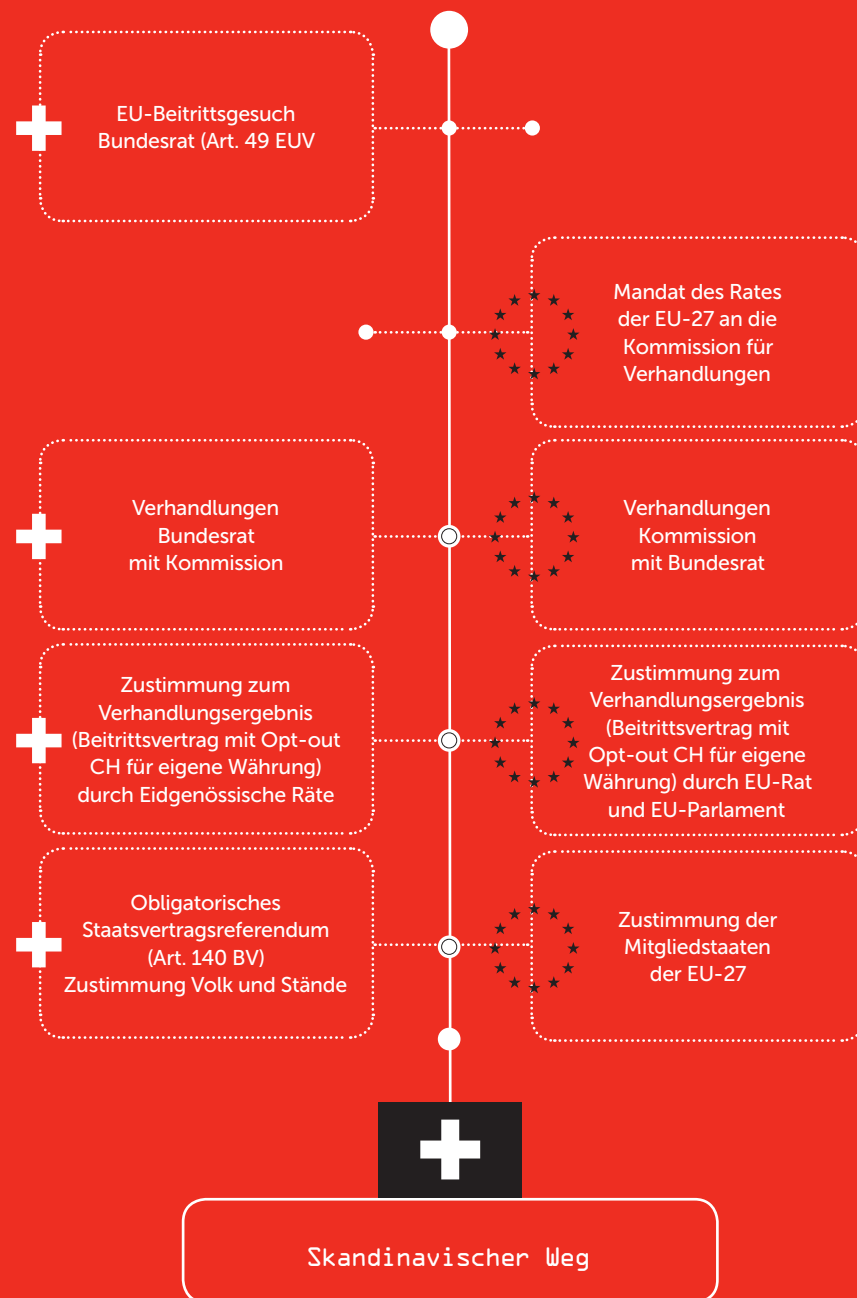 EU-Beitrittsgesuch
Bundesrat (Art. 49 EUV
Mandat des Rates
der EU-27 an die
Kommission für
Verhandlungen
Verhandlungen
Bundesrat
mit Kommission
Verhandlungen
Kommission
mit Bundesrat
Zustimmung zum
Verhandlungsergebnis
(Beitrittsvertrag mit Opt-out
CH für eigene Währung)
durch Eidgenössische Räte
Zustimmung zum
Verhandlungsergebnis
(Beitrittsvertrag mit
Opt-out CH für eigene
Währung) durch EU-Rat
und EU-Parlament
Obligatorisches
Staatsvertragsreferendum
(Art. 140 BV)
Zustimmung Volk und Stände
Zustimmung der
Mitgliedstaaten
der EU-27
Skandinavischer Weg